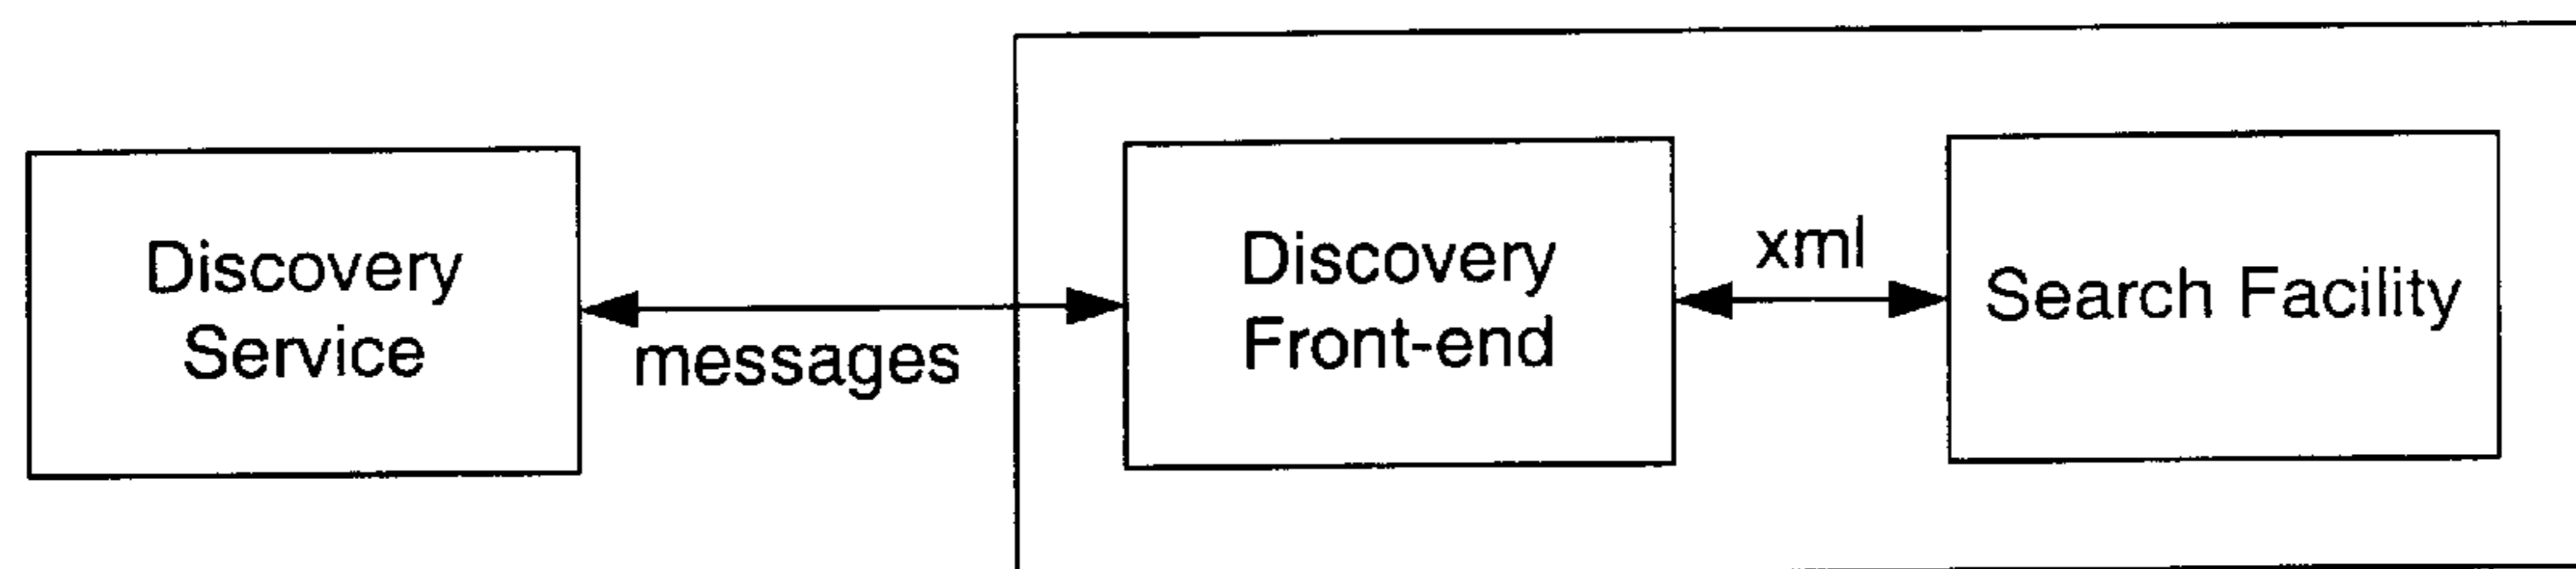 Discovery
Service
messages
Discovery
Front-end
xml
Search Facility